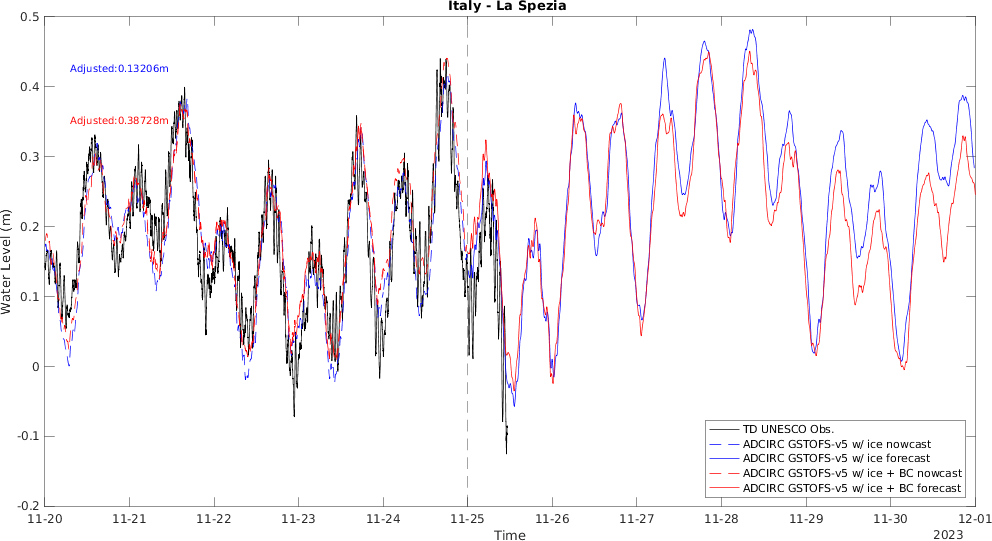 Italy - La Spezia
0.5
0.4
0.3
0.2
0.1
0
-0.1
-0.2
Water Level (m)
Adjusted:0.13206m
Adjusted:0.38728m
TD UNESCO Obs.
ADCIRC GSTOFS-v5 w/ ice nowcast
ADCIRC GSTOFS-v5 w/ ice forecast
ADCIRC GSTOFS-v5 w/ ice + BC nowcast
ADCIRC GSTOFS-v5 w/ ice + BC forecast
11-20 11-21 11-22 11-23 11-24 11-25 11-26 11-27 11-28 11-29 11-30 12-01
Time
2023